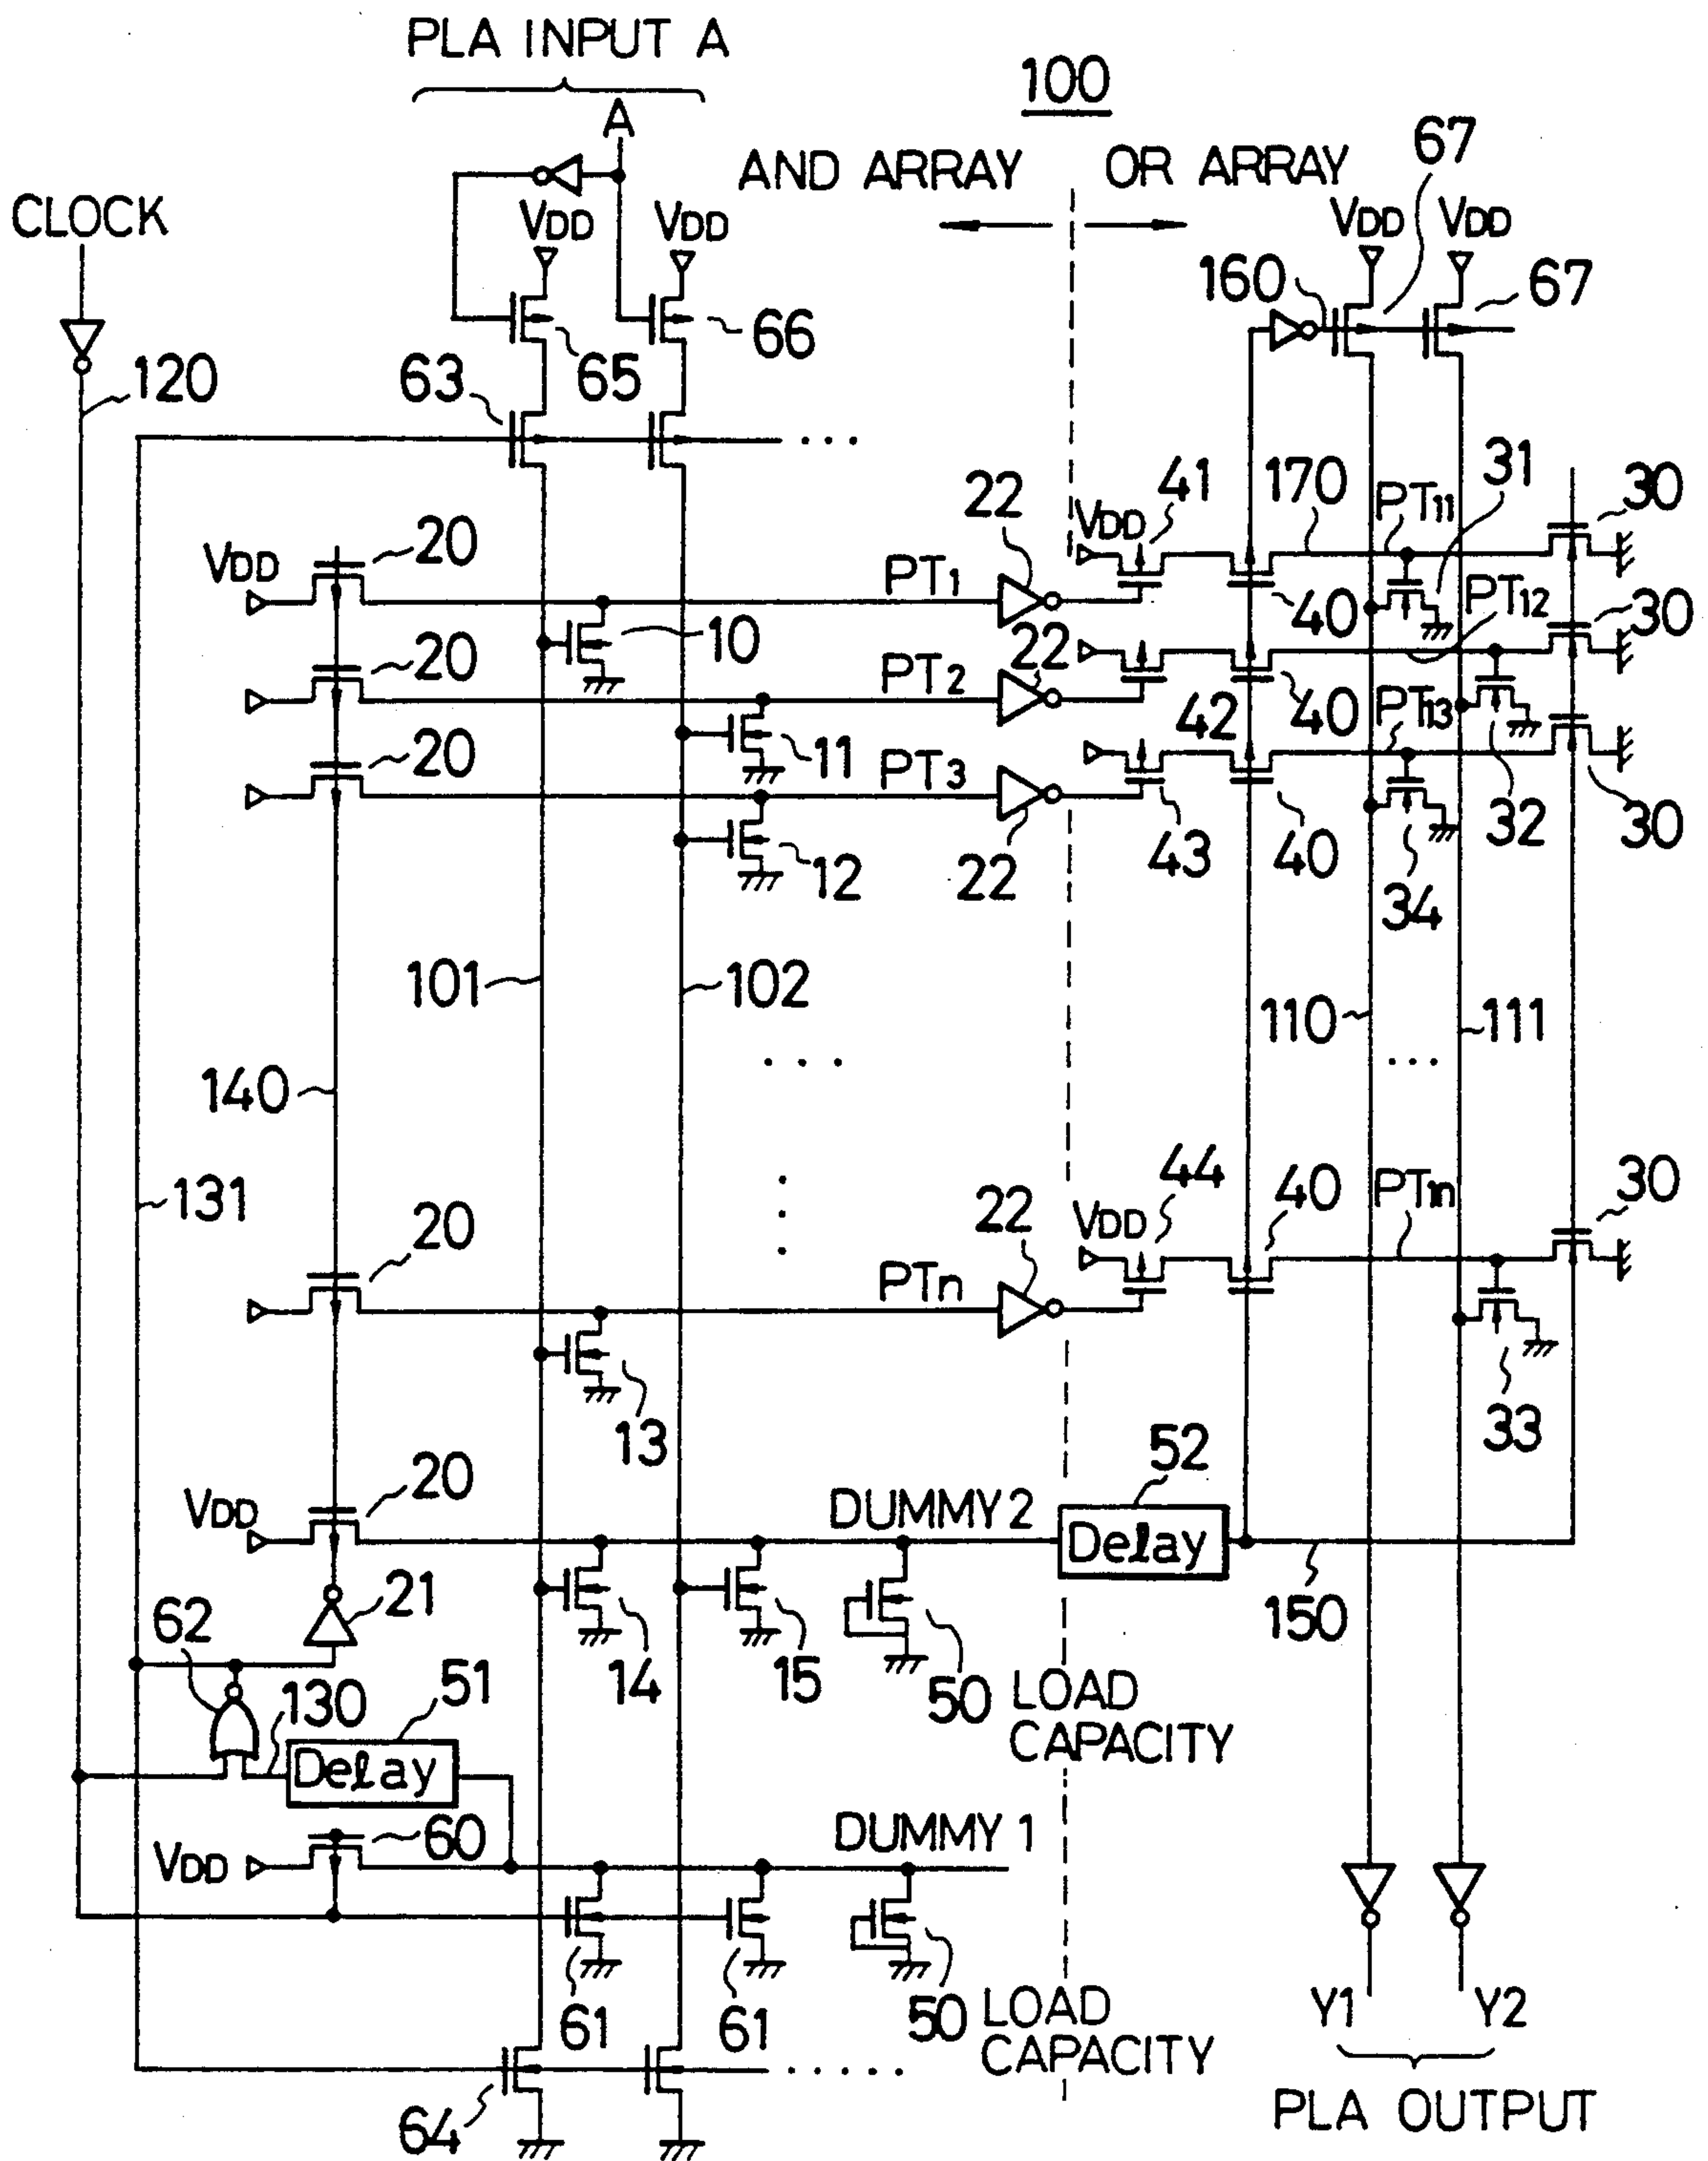 PLA INPUT A
100
A
AND ARRAY
OR ARRAY
67
CLOCK
VDD
VDD
VDD
VDD
160
67
66
65
63
120
...
22
41
170
PT11
31
30
VDD
20
VDD
PT1
10
40
PT12
30
20
PT2
22
42
40
PT13
11
20
PT3
12
22
43
40
34
32
30
101
102
110
111
...
...
140
131
44
40
PT1n
30
20
22
VDD
PTn
13
33
52
20
VDD
DUMMY 2
Delay
62
21
150
14
15
50
LOAD
CAPACITY
130
51
Delay
60
VDD
DUMMY 1
61
61
50
LOAD
CAPACITY
.....
64
Y1
Y2
PLA OUTPUT